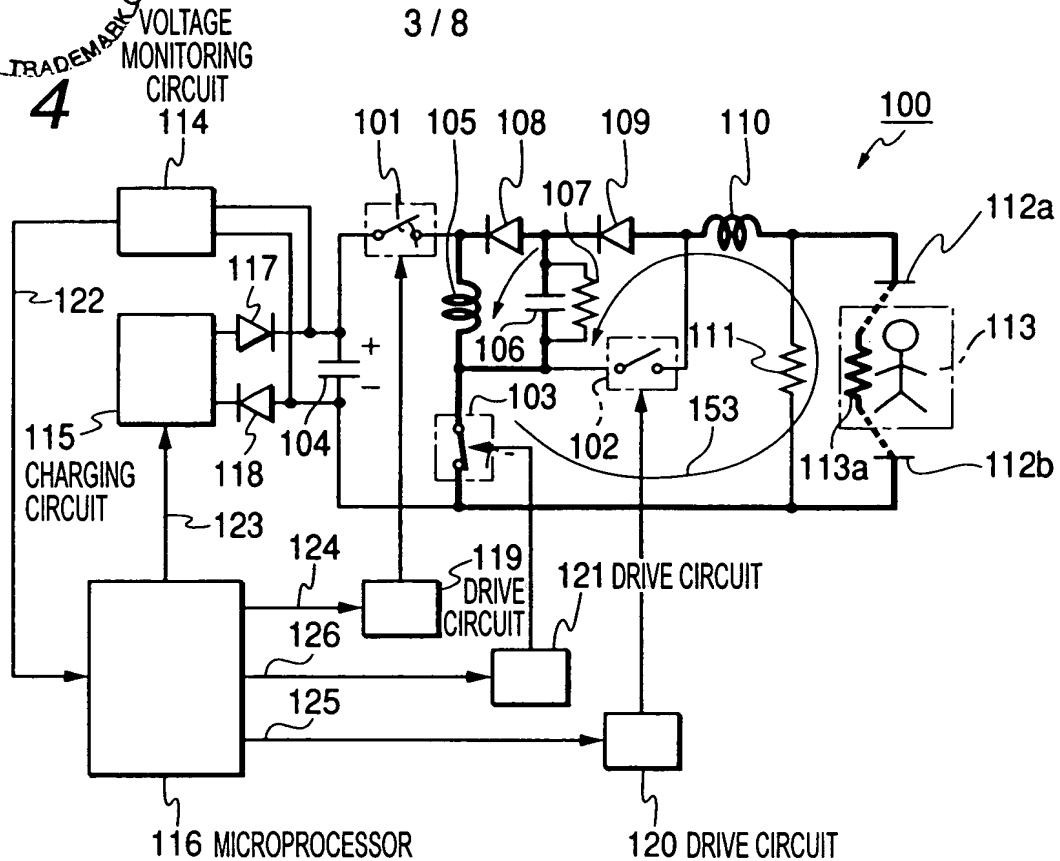 TRADEMARK
3 / 8
4
VOLTAGE
MONITORING
CIRCUIT
114
101
105
108
109
110
100
107
112a
122
117
106
111
113
+
−
103
115
CHARGING
CIRCUIT
118
104
102
153
113a
112b
123
124
119
DRIVE
CIRCUIT
121 DRIVE CIRCUIT
126
125
116 MICROPROCESSOR
120 DRIVE CIRCUIT